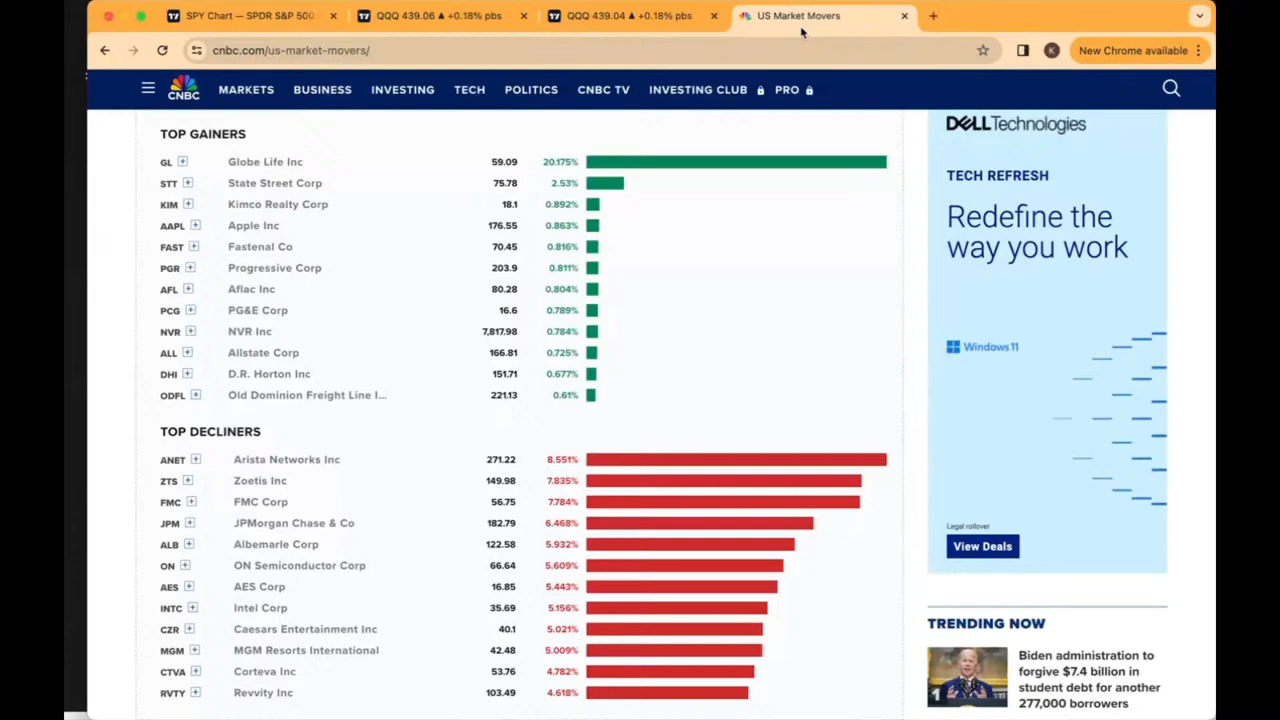 SPY Chart — SPDR S&P 500
QQQ 439.06 ▲ +0.18% pbs
QQQ 439.04 ▲ +0.18% pbs
US Market Movers
cnbc.com/us-market-movers/
K
New Chrome available
CNBC
MARKETS
BUSINESS
INVESTING
TECH
POLITICS
CNBC TV
INVESTING CLUB
PRO
TOP GAINERS
GL Globe Life Inc 59.09 20.175%
STT State Street Corp 75.78 2.53%
KIM Kimco Realty Corp 18.1 0.892%
AAPL Apple Inc 176.55 0.863%
FAST Fastenal Co 70.45 0.816%
PGR Progressive Corp 203.9 0.811%
AFL Aflac Inc 80.28 0.804%
PCG PG&E Corp 16.6 0.789%
NVR NVR Inc 7,817.98 0.784%
ALL Allstate Corp 166.81 0.725%
DHI D.R. Horton Inc 151.71 0.677%
ODFL Old Dominion Freight Line I... 221.13 0.61%
TOP DECLINERS
ANET Arista Networks Inc 271.22 8.551%
ZTS Zoetis Inc 149.98 7.835%
FMC FMC Corp 56.75 7.784%
JPM JPMorgan Chase & Co 182.79 6.468%
ALB Albemarle Corp 122.58 5.932%
ON ON Semiconductor Corp 66.64 5.609%
AES AES Corp 16.85 5.443%
INTC Intel Corp 35.69 5.156%
CZR Caesars Entertainment Inc 40.1 5.021%
MGM MGM Resorts International 42.48 5.009%
CTVA Corteva Inc 53.76 4.782%
RVTY Revvity Inc 103.49 4.618%
DELLTechnologies
TECH REFRESH
Redefine the
way you work
Windows 11
Legal rollover
View Deals
TRENDING NOW
1
Biden administration to
forgive $7.4 billion in
student debt for another
277,000 borrowers